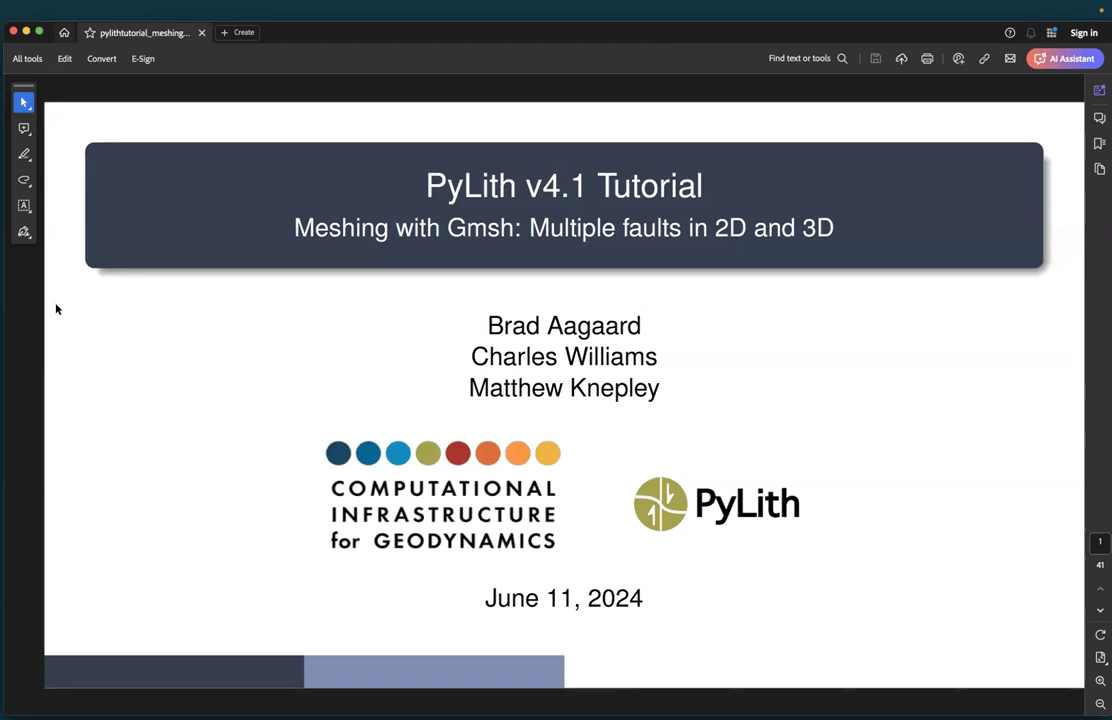 pylithtutorial_meshing...
Create
Sign in
All tools
Edit
Convert
E-Sign
Find text or tools
AI Assistant
PyLith v4.1 Tutorial
Meshing with Gmsh: Multiple faults in 2D and 3D
Brad Aagaard
Charles Williams
Matthew Knepley
COMPUTATIONAL
INFRASTRUCTURE
for GEODYNAMICS
PyLith
June 11, 2024
1
41